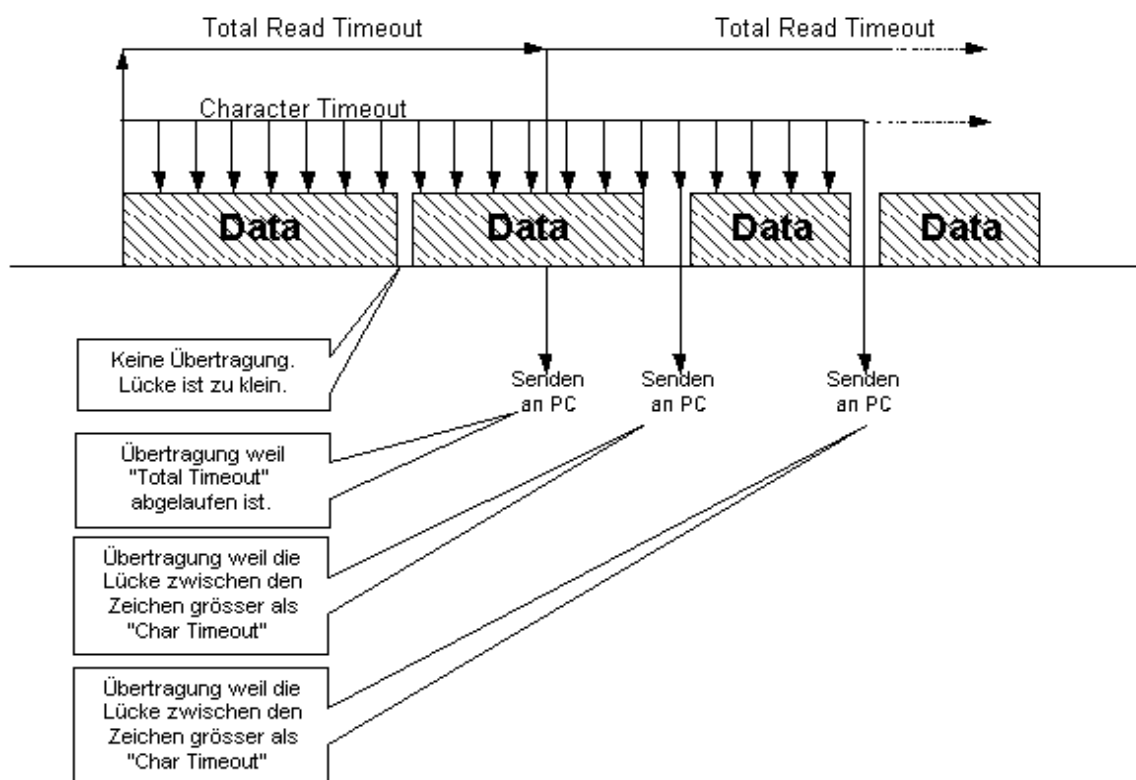 Total Read Timeout
Total Read Timeout
Character Timeout
Data
Data
Data
Data
Keine Übertragung.
Lücke ist zu klein.
Senden
an PC
Senden
an PC
Senden
an PC
Übertragung weil
"Total Timeout"
abgelaufen ist.
Übertragung weil die
Lücke zwischen den
Zeichen grösser als
"Char Timeout"
Übertragung weil die
Lücke zwischen den
Zeichen grösser als
"Char Timeout"